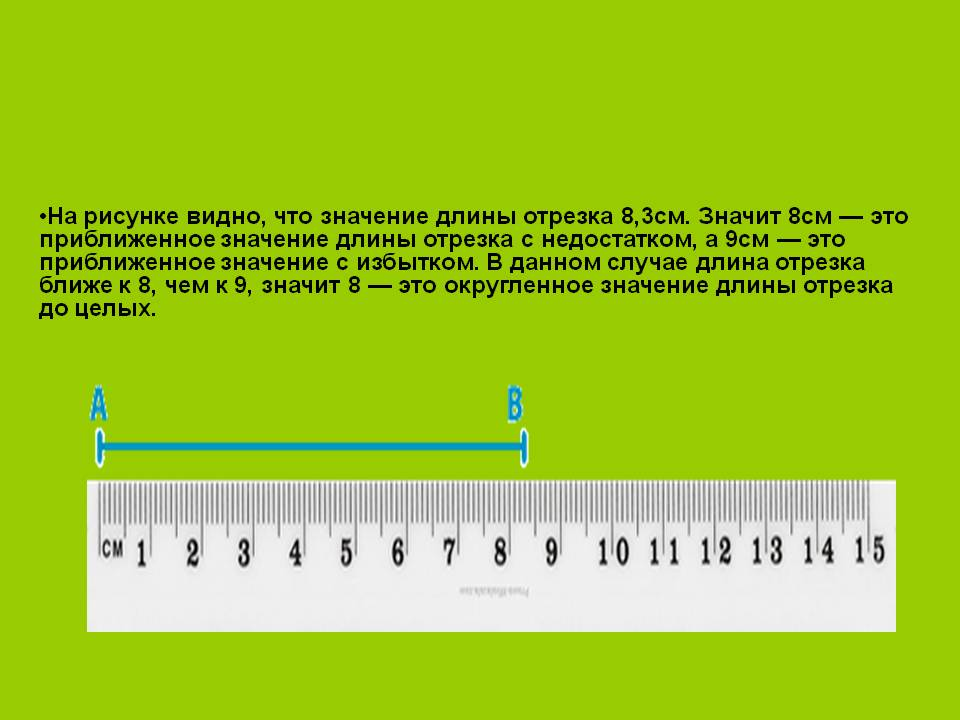 •На рисунке видно, что значение длины отрезка 8,3см. Значит 8см — это
приближенное значение длины отрезка с недостатком, а 9см — это
приближенное значение с избытком. В данном случае длина отрезка
ближе к 8, чем к 9, значит 8 — это округленное значение длины отрезка
до целых.
A B
СМ 1 2 3 4 5 6 7 8 9 10 11 12 13 14 15